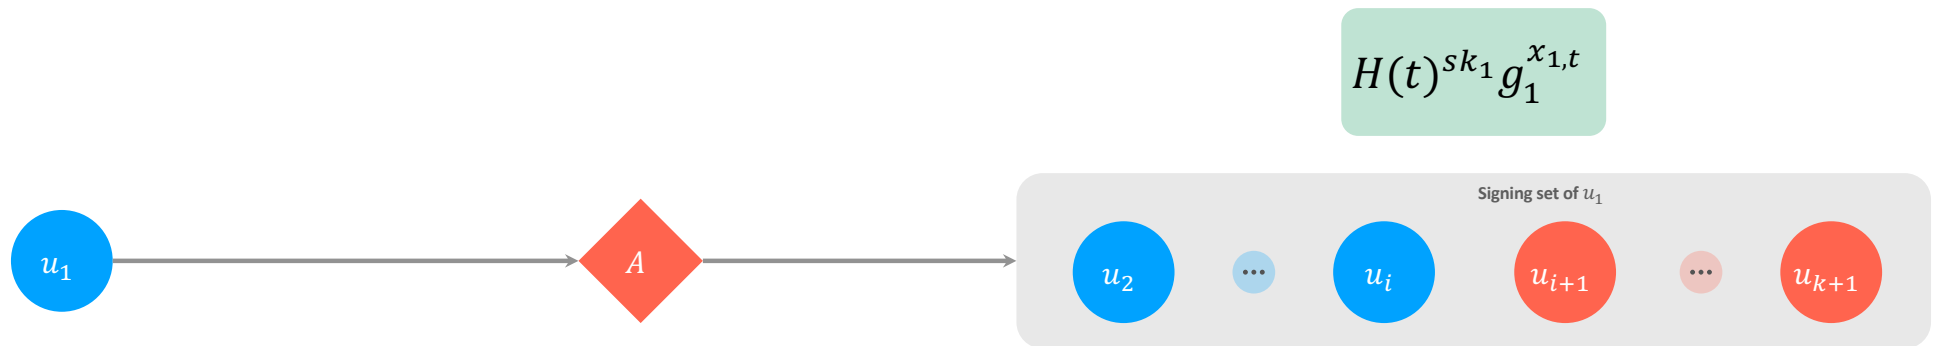 H(t)^{sk_1} g_1^{x_{1,t}}
Signing set of u_1
u_1
A
u_2 ... u_i u_{i+1} ... u_{k+1}